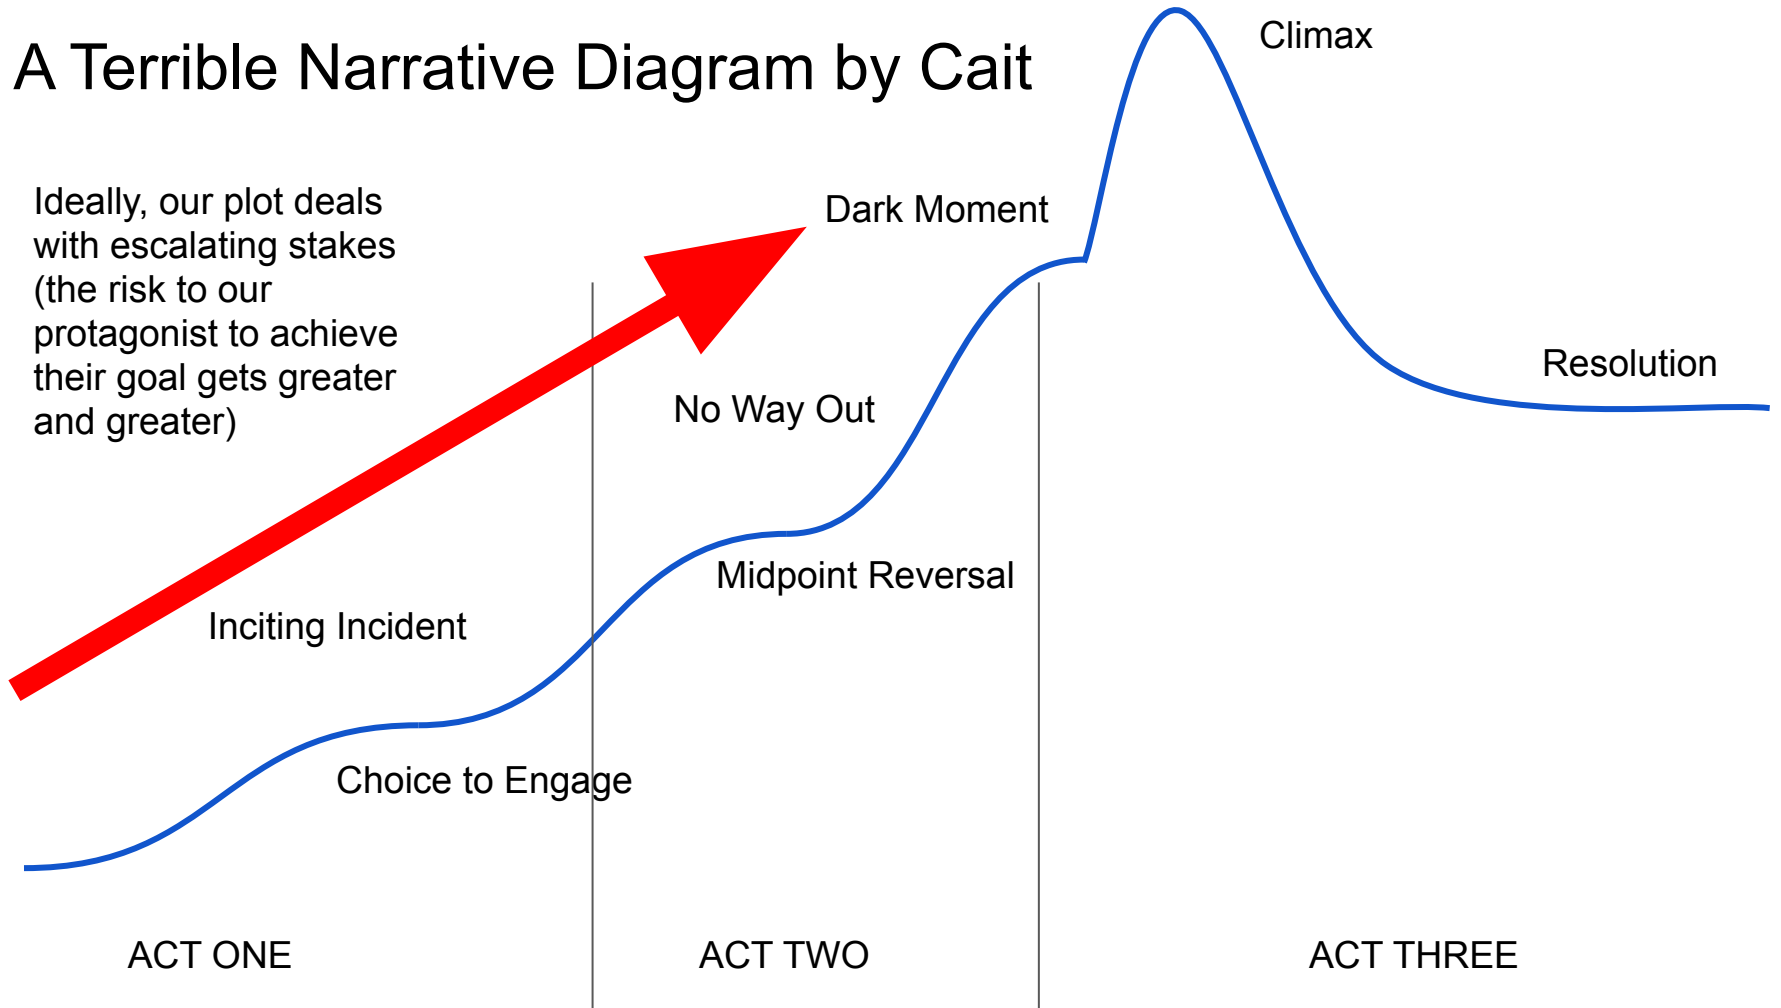 A Terrible Narrative Diagram by Cait
Climax
Ideally, our plot deals
with escalating stakes
(the risk to our
protagonist to achieve
their goal gets greater
and greater)
Dark Moment
Resolution
No Way Out
Midpoint Reversal
Inciting Incident
Choice to Engage
ACT ONE
ACT TWO
ACT THREE